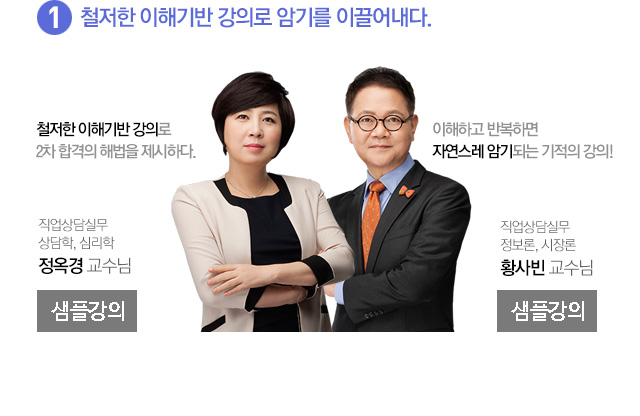 1 철저한 이해기반 강의로 암기를 이끌어내다.
철저한 이해기반 강의로
2차 합격의 해법을 제시하다.
이해하고 반복하면
자연스레 암기되는 기적의 강의!
직업상담실무
상담학, 심리학
정옥경 교수님
샘플강의
직업상담실무
정보론, 시장론
황사빈 교수님
샘플강의